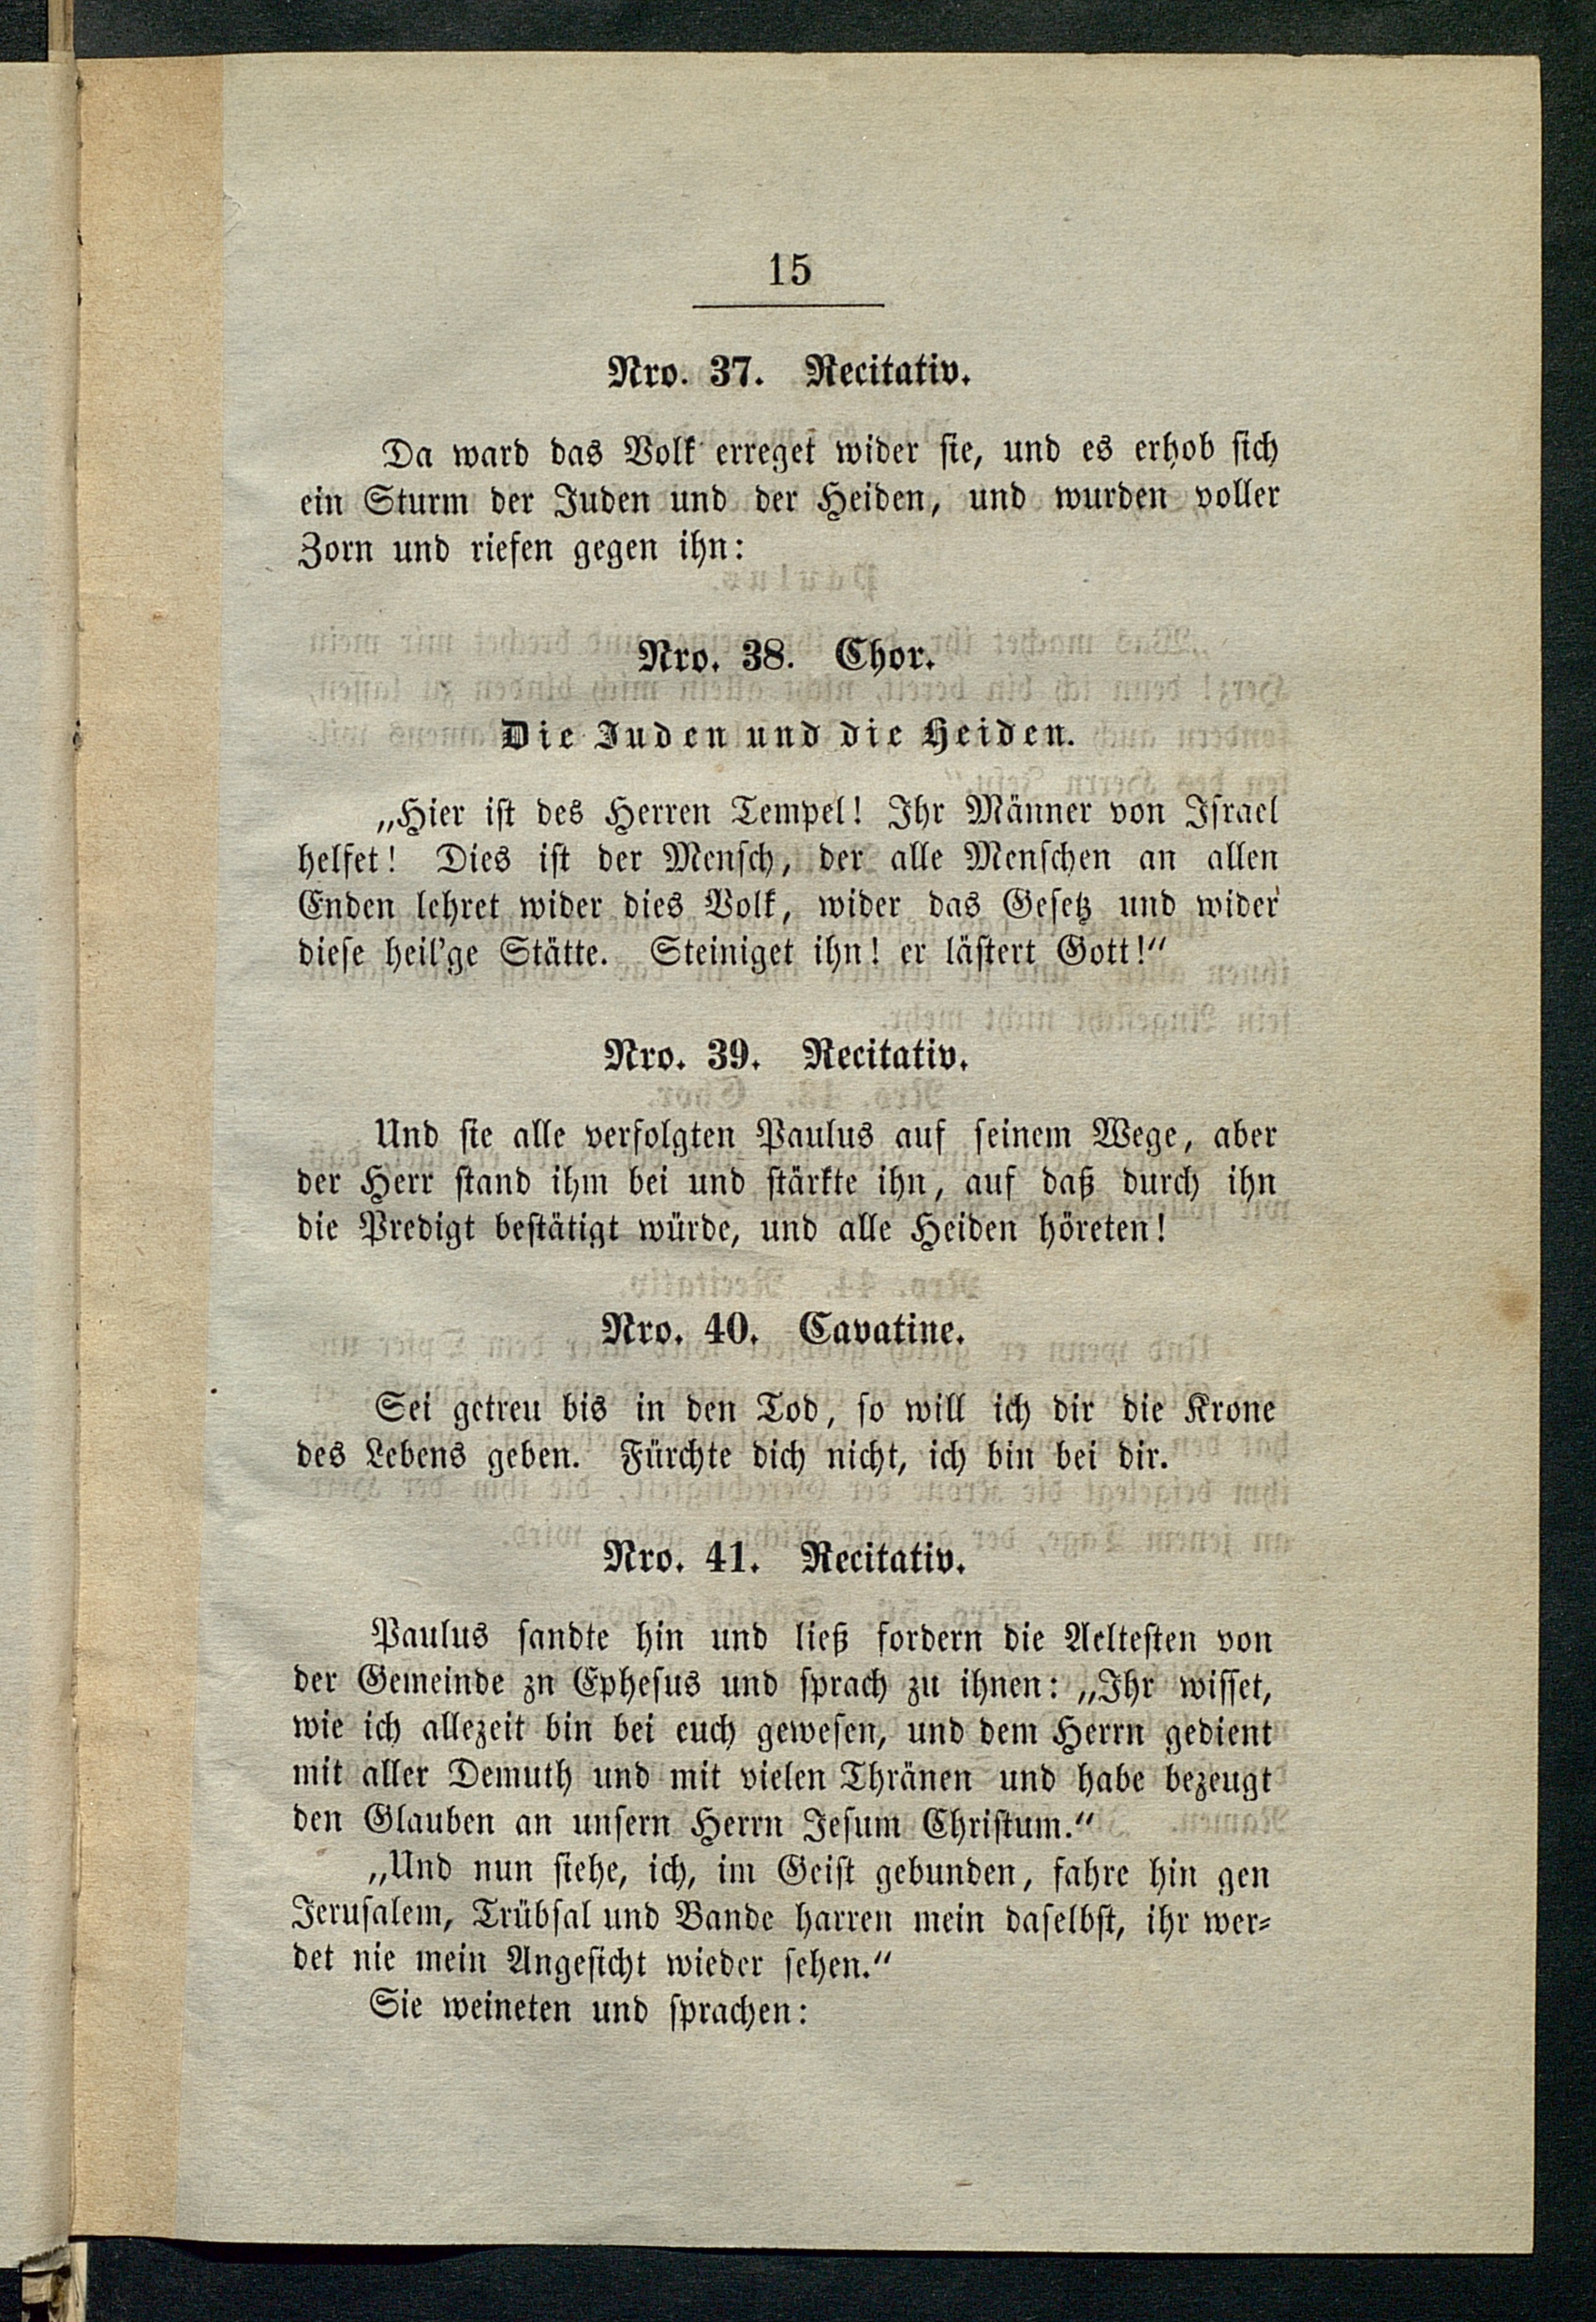 15
Nro. 37. Recitativ.
Da ward das Volk erreget wider sie, und es erhob sich
ein Sturm der Juden und der Heiden, und wurden voller
Zorn und riefen gegen ihn:
Nro. 38. Chor.
Die Juden und die Heiden.
„Hier ist des Herren Tempel! Ihr Männer von Israel
helfet! Dies ist der Mensch, der alle Menschen an allen
Enden lehret wider dies Volk, wider das Gesetz und wider
diese heil'ge Stätte. Steiniget ihn! er lästert Gott!“
Nro. 39. Recitativ.
Und sie alle verfolgten Paulus auf seinem Wege, aber
der Herr stand ihm bei und stärkte ihn, auf daß durch ihn
die Predigt bestätigt würde, und alle Heiden höreten!
Nro. 40. Cavatine.
Sei getreu bis in den Tod, so will ich dir die Krone
des Lebens geben. Fürchte dich nicht, ich bin bei dir.
Nro. 41. Recitativ.
Paulus sandte hin und ließ fordern die Aeltesten von
der Gemeinde zn Ephesus und sprach zu ihnen: „Ihr wisset,
wie ich allezeit bin bei euch gewesen, und dem Herrn gedient
mit aller Demuth und mit vielen Thränen und habe bezeugt
den Glauben an unsern Herrn Jesum Christum.“
„Und nun siehe, ich, im Geist gebunden, fahre hin gen
Jerusalem, Trübsal und Bande harren mein daselbst, ihr wer-
det nie mein Angesicht wieder sehen.“
Sie weineten und sprachen: